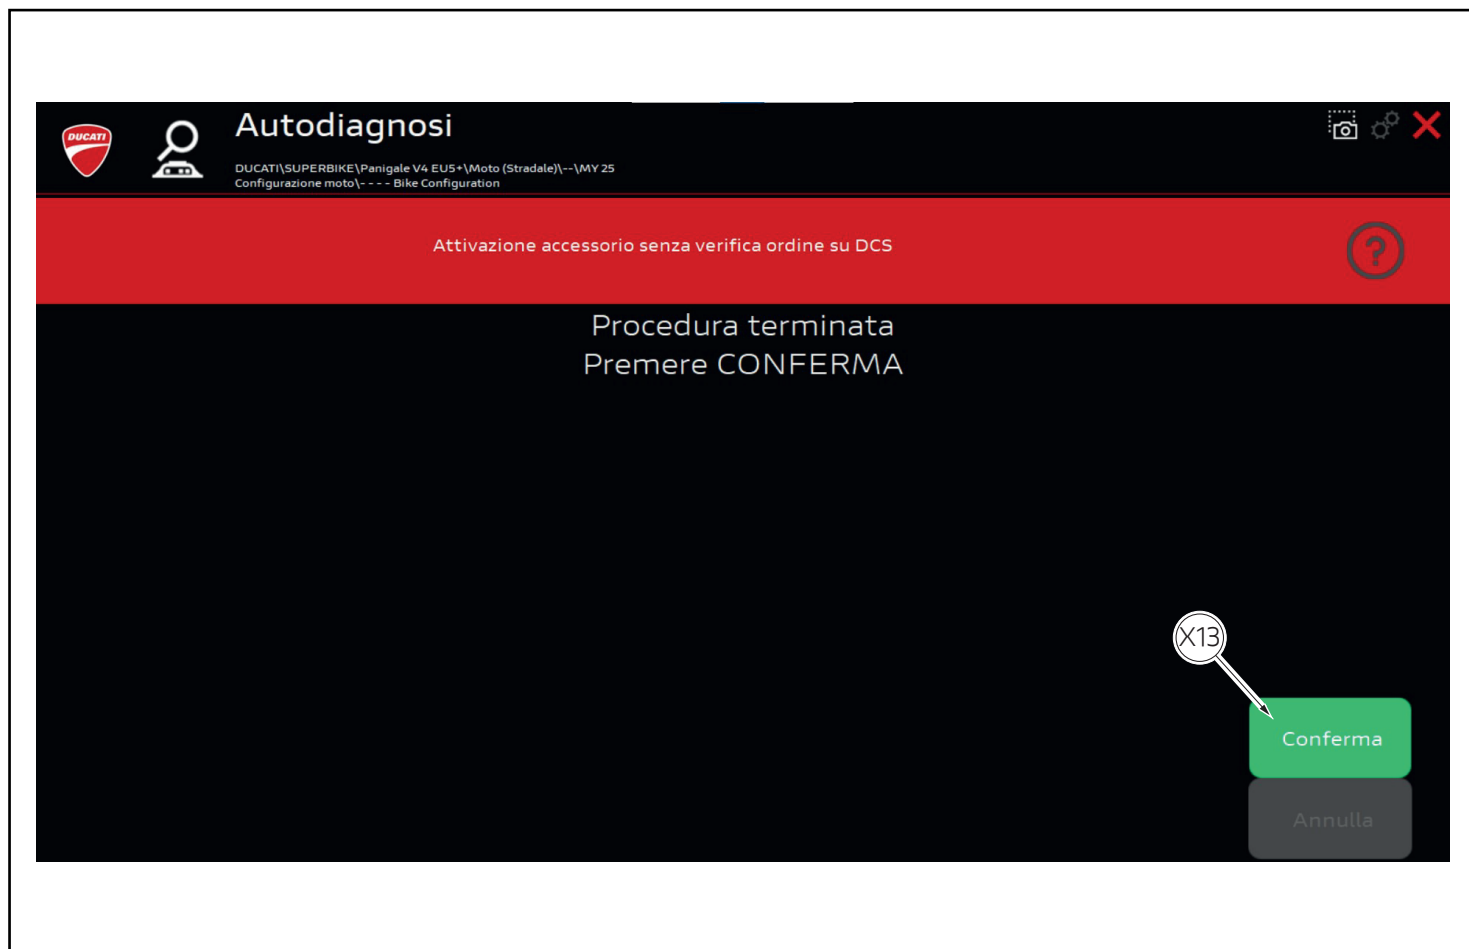 DUCATI
Autodiagnosi
DUCATI\SUPERBIKE\Panigale V4 EU5+\Moto (Stradale)\--\MY 25
Configurazione moto\- - - - Bike Configuration
Attivazione accessorio senza verifica ordine su DCS
?
Procedura terminata
Premere CONFERMA
X13
Conferma
Annulla